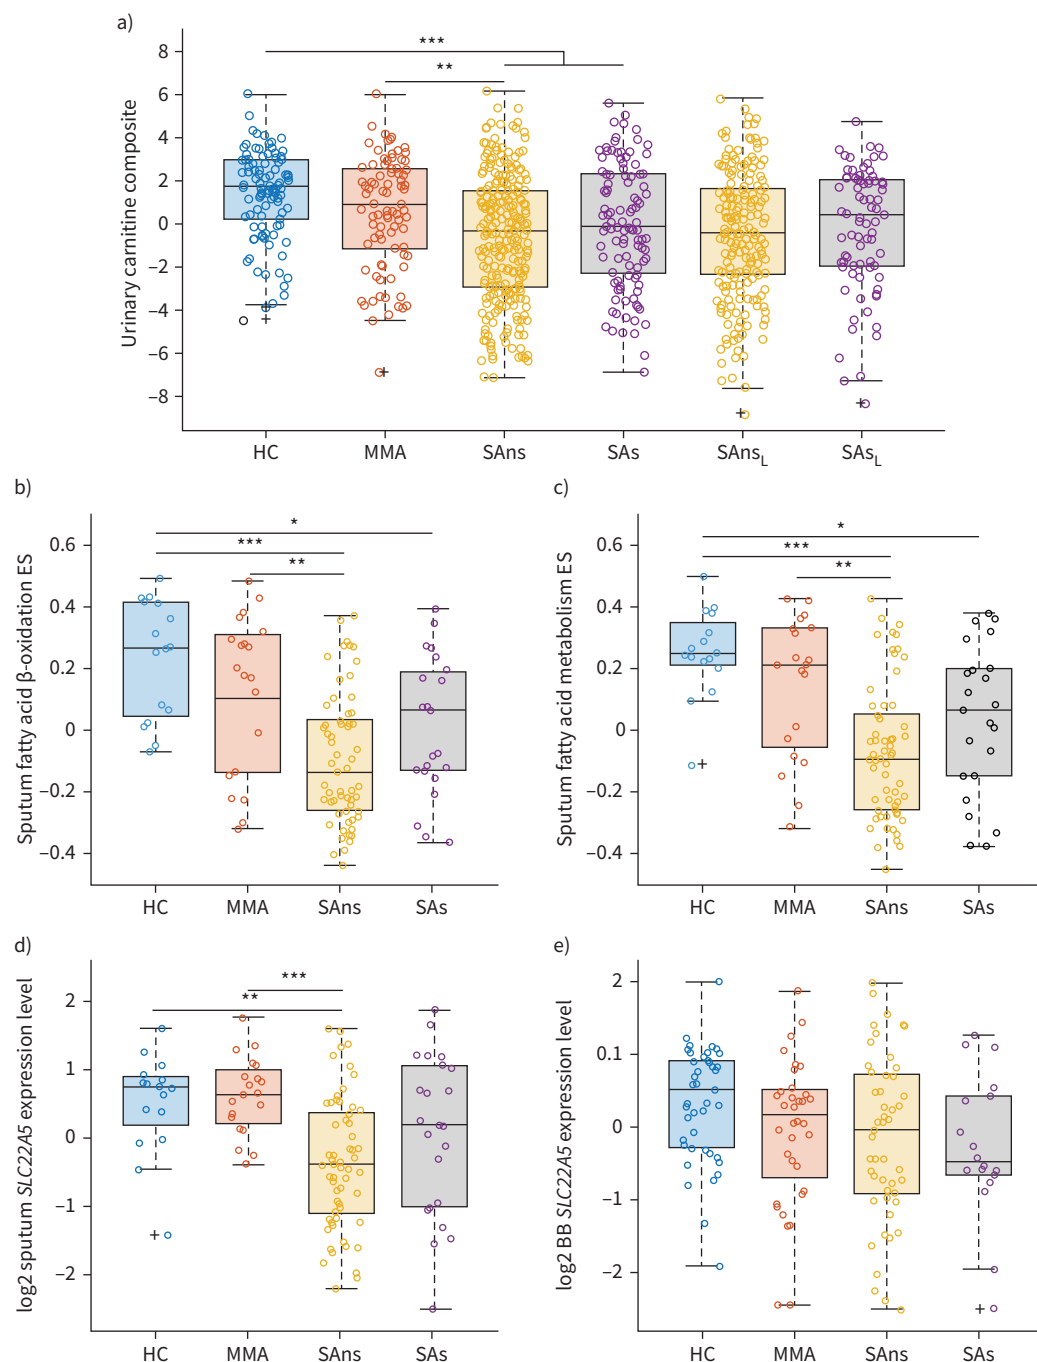 a)
8
6
4
2
0
−2
−4
−6
−8
Urinary carnitine composite
***
**
HC MMA SAns SAs SAnsL SAsL
b)
0.6
0.4
0.2
0
−0.2
−0.4
Sputum fatty acid β-oxidation ES
*
***
**
HC MMA SAns SAs
c)
0.6
0.4
0.2
0
−0.2
−0.4
Sputum fatty acid metabolism ES
*
***
**
HC MMA SAns SAs
d)
2
1
0
−1
−2
log2 sputum SLC22A5 expression level
***
**
HC MMA SAns SAs
e)
2
0.1
0
−1
−2
log2 BB SLC22A5 expression level
HC MMA SAns SAs